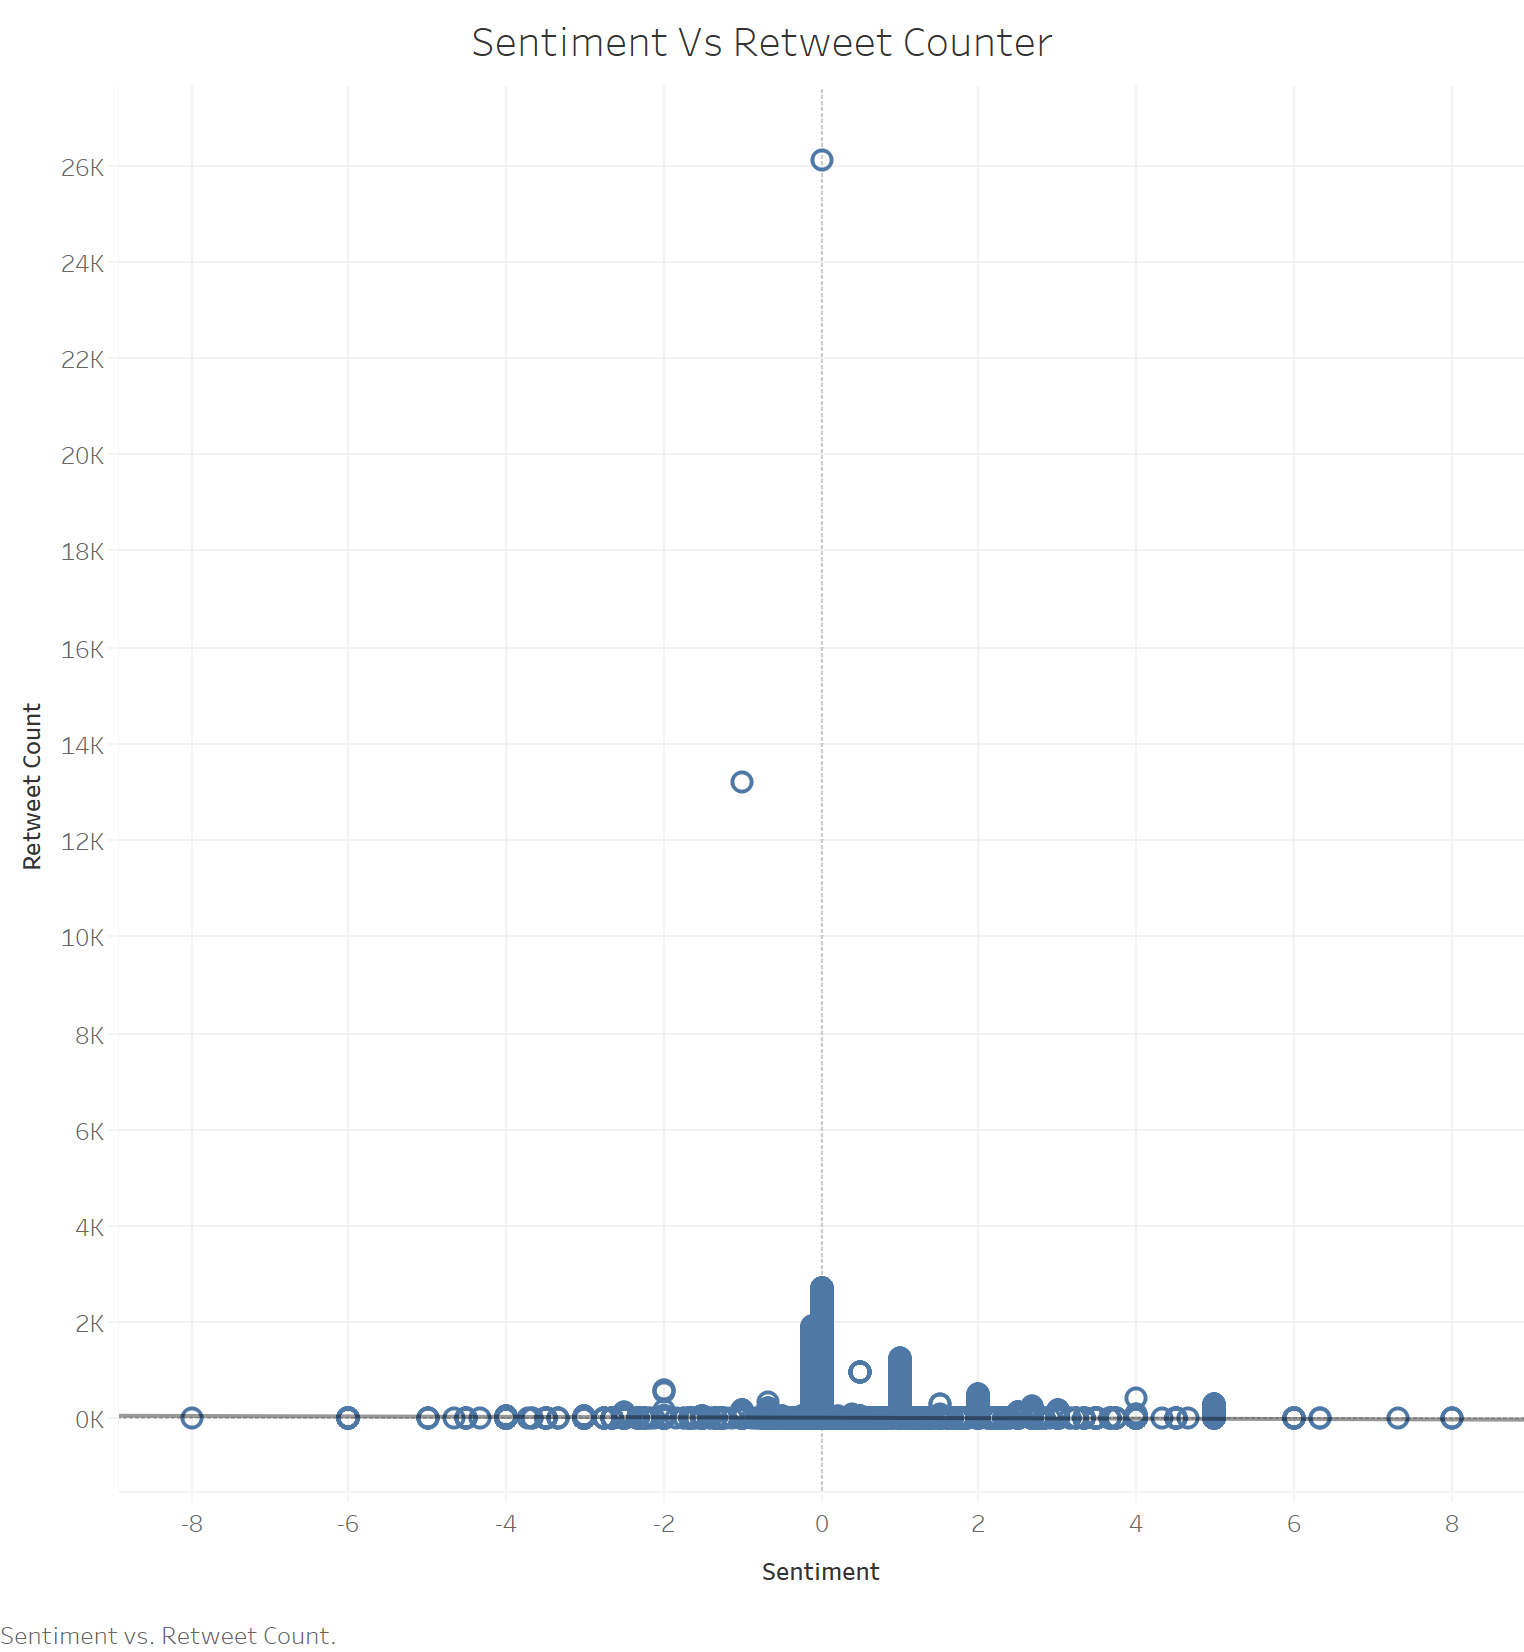 Sentiment Vs Retweet Counter
26K
24K
22K
20K
18K
16K
14K
12K
10K
8K
6K
4K
2K
0K
Retweet Count
-8 -6 -4 -2 0 2 4 6 8
Sentiment
Sentiment vs. Retweet Count.